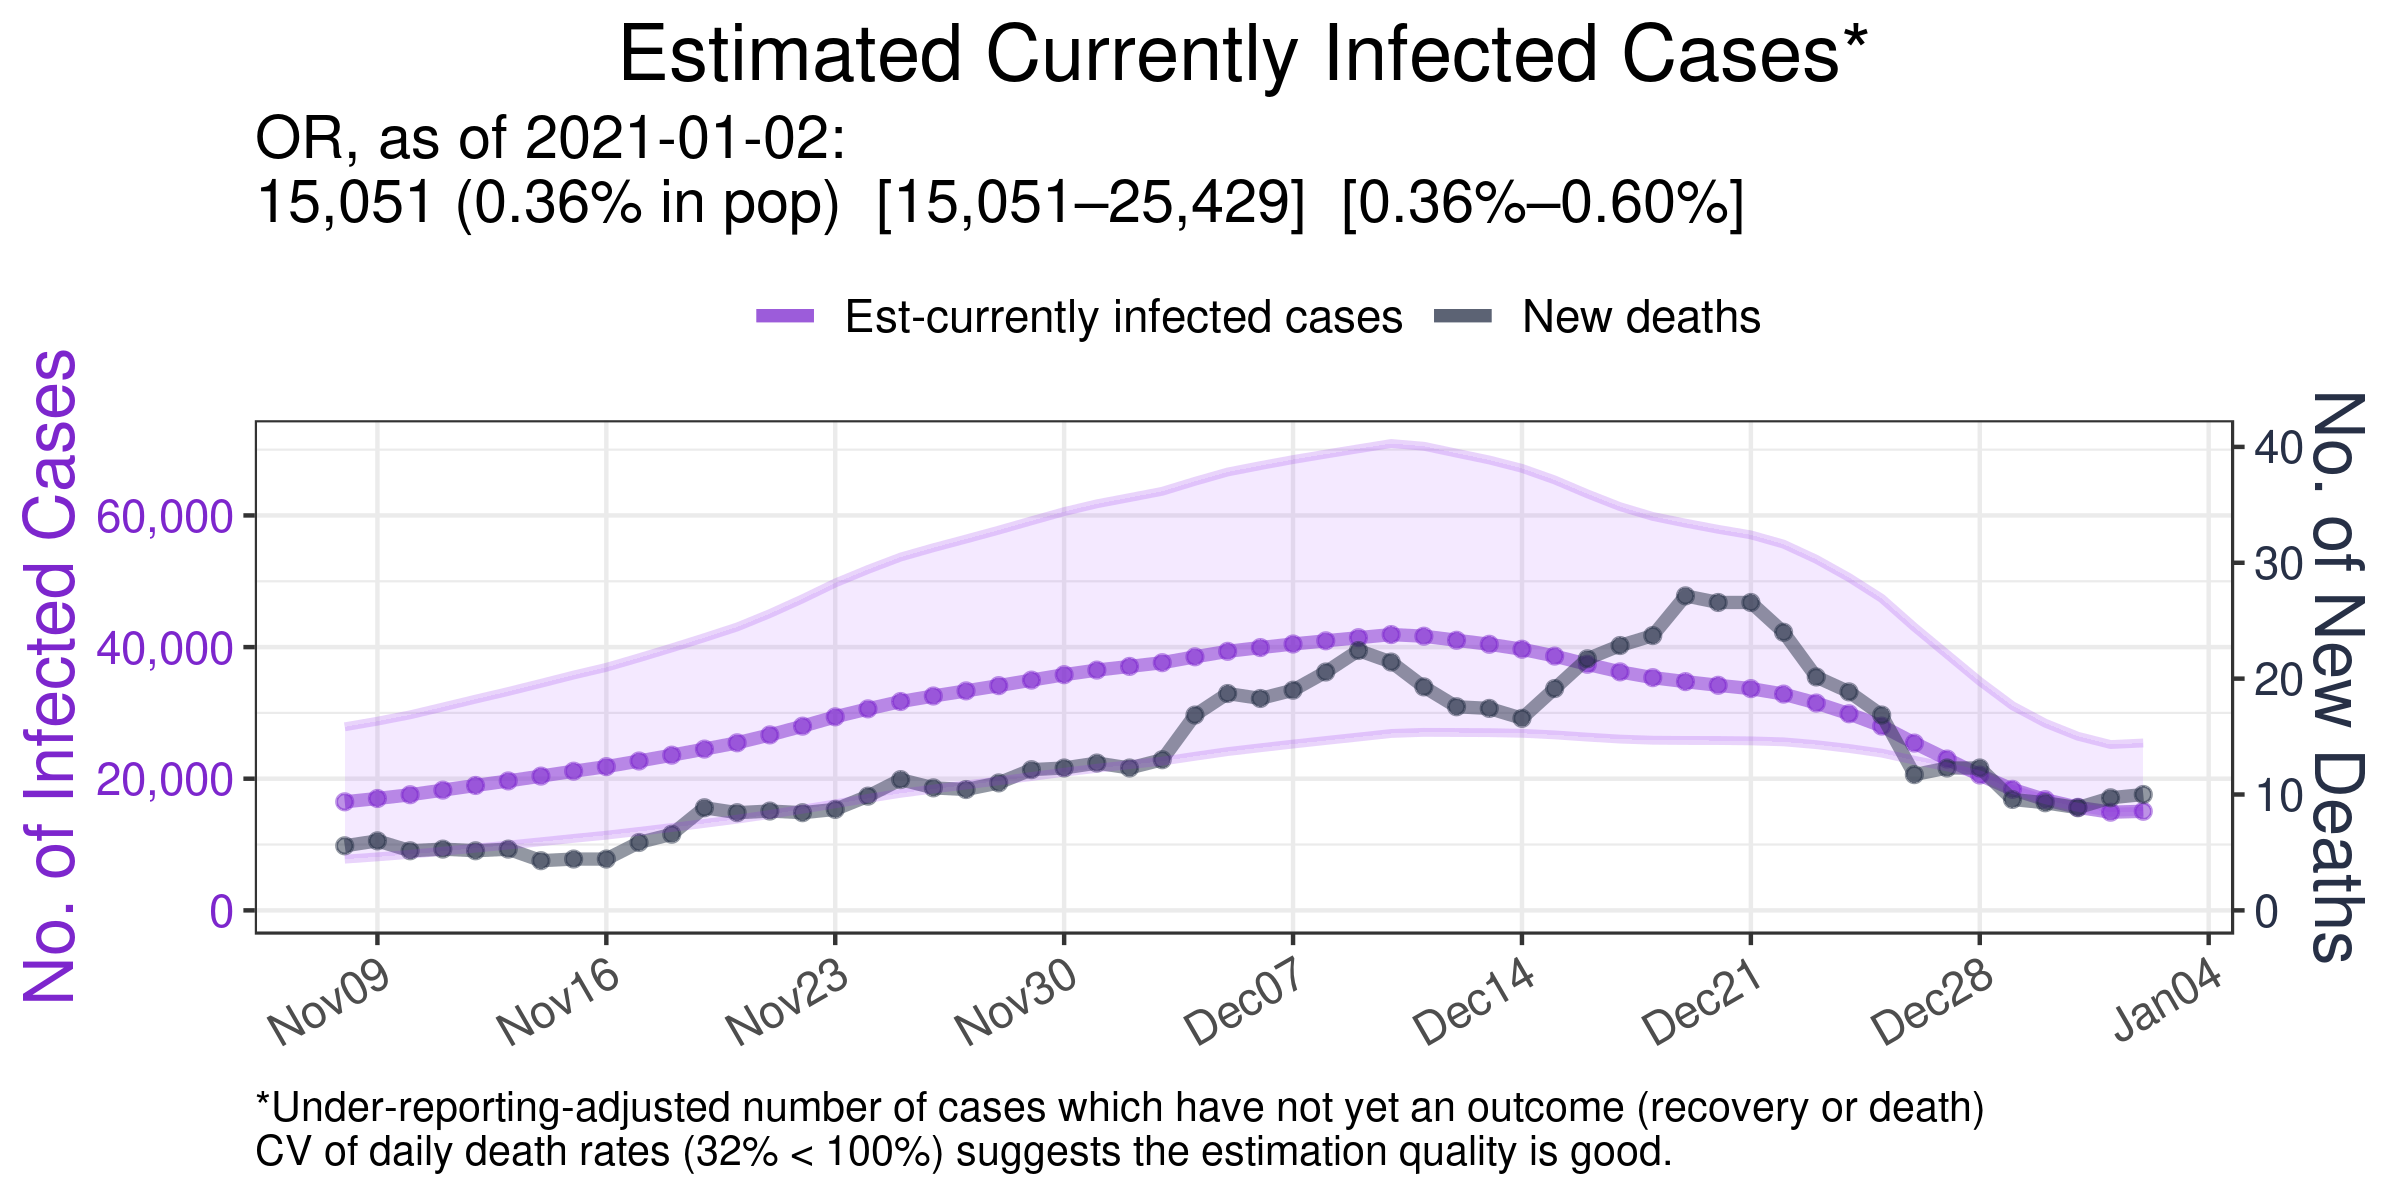 Estimated Currently Infected Cases*
OR, as of 2021-01-02:
15,051 (0.36% in pop)  [15,051–25,429]  [0.36%–0.60%]
Est-currently infected cases
New deaths
No. of Infected Cases
60,000
40,000
20,000
0
No. of New Deaths
40
30
20
10
0
Nov09
Nov16
Nov23
Nov30
Dec07
Dec14
Dec21
Dec28
Jan04
*Under-reporting-adjusted number of cases which have not yet an outcome (recovery or death)
CV of daily death rates (32% < 100%) suggests the estimation quality is good.